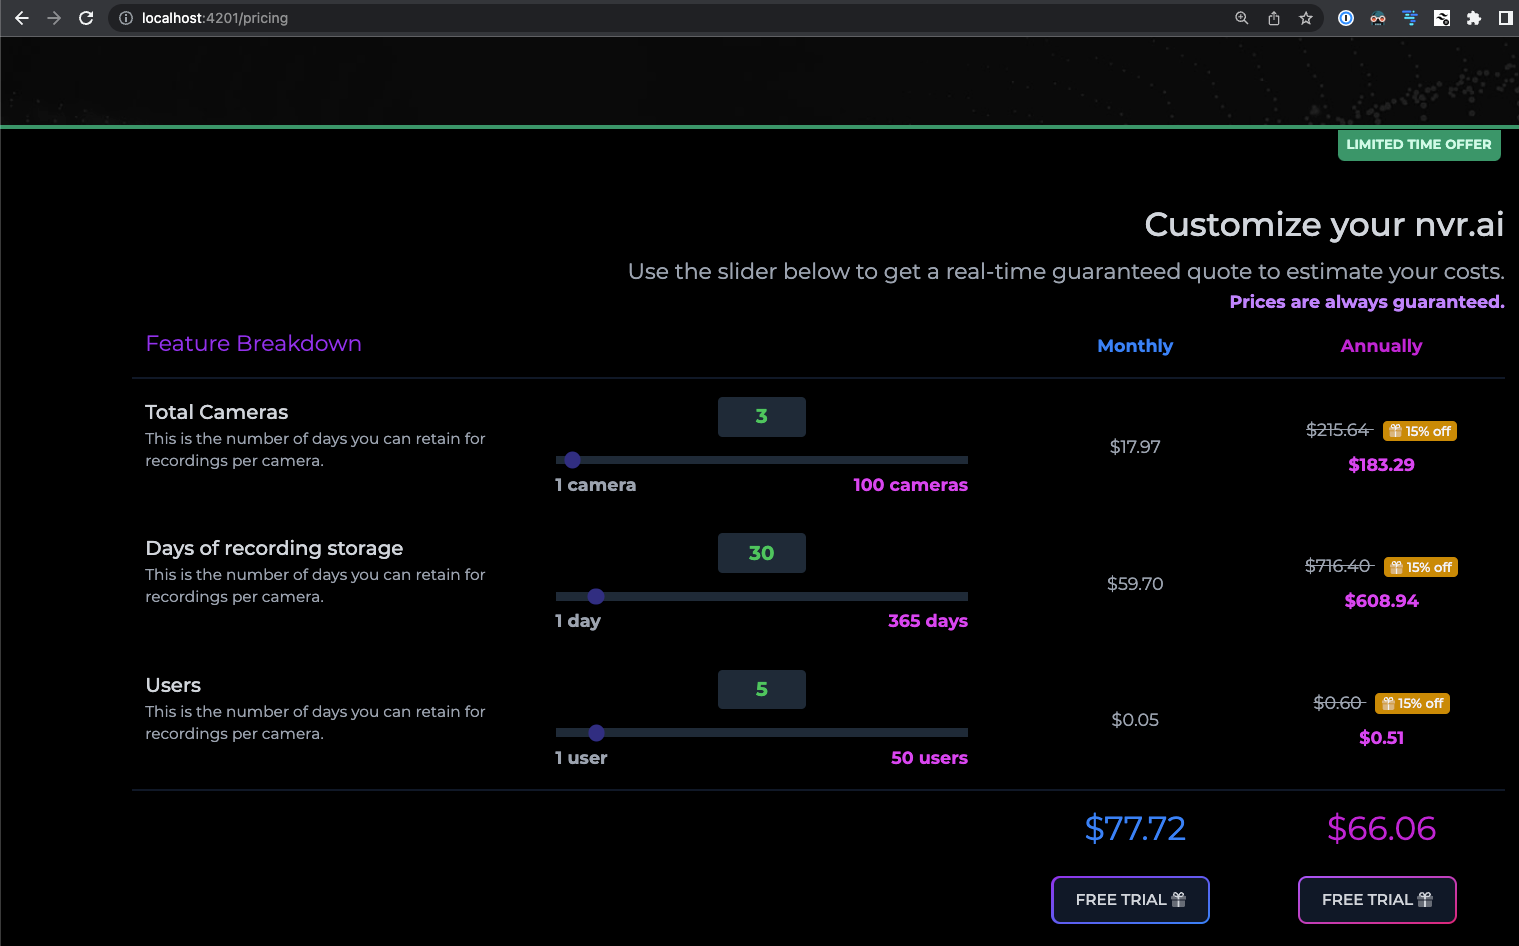 localhost:4201/pricing
LIMITED TIME OFFER
Customize your nvr.ai
Use the slider below to get a real-time guaranteed quote to estimate your costs.
Prices are always guaranteed.
Feature Breakdown
Monthly
Annually
Total Cameras
This is the number of days you can retain for
recordings per camera.
3
1 camera
100 cameras
$17.97
$215.64
15% off
$183.29
Days of recording storage
This is the number of days you can retain for
recordings per camera.
30
1 day
365 days
$59.70
$716.40
15% off
$608.94
Users
This is the number of days you can retain for
recordings per camera.
5
1 user
50 users
$0.05
$0.60
15% off
$0.51
$77.72
$66.06
FREE TRIAL
FREE TRIAL